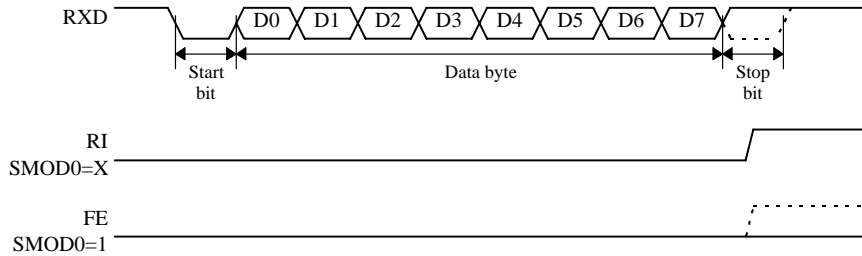 RXD
D0 D1 D2 D3 D4 D5 D6 D7
Start
bit
Data byte
Stop
bit
RI
SMOD0=X
FE
SMOD0=1